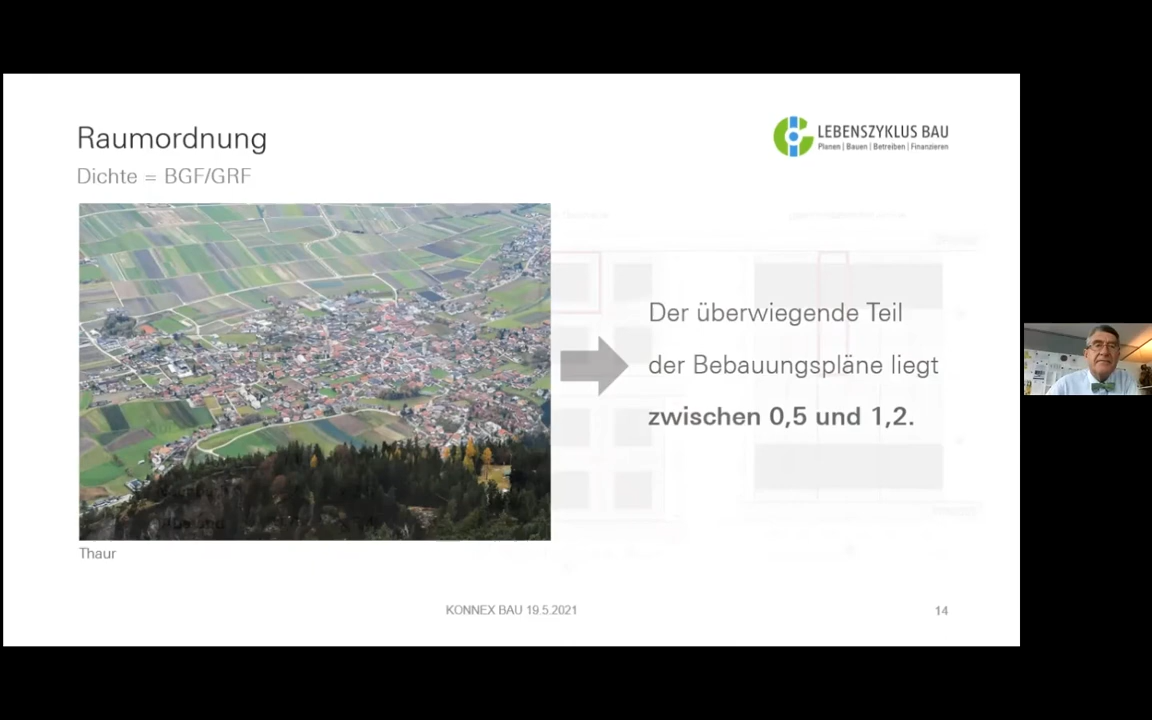 Raumordnung
LEBENSZYKLUS BAU
Planen | Bauen | Betreiben | Finanzieren
Dichte = BGF/GRF
Der überwiegende Teil
der Bebauungspläne liegt
zwischen 0,5 und 1,2.
Thaur
KONNEX BAU 19.5.2021
14